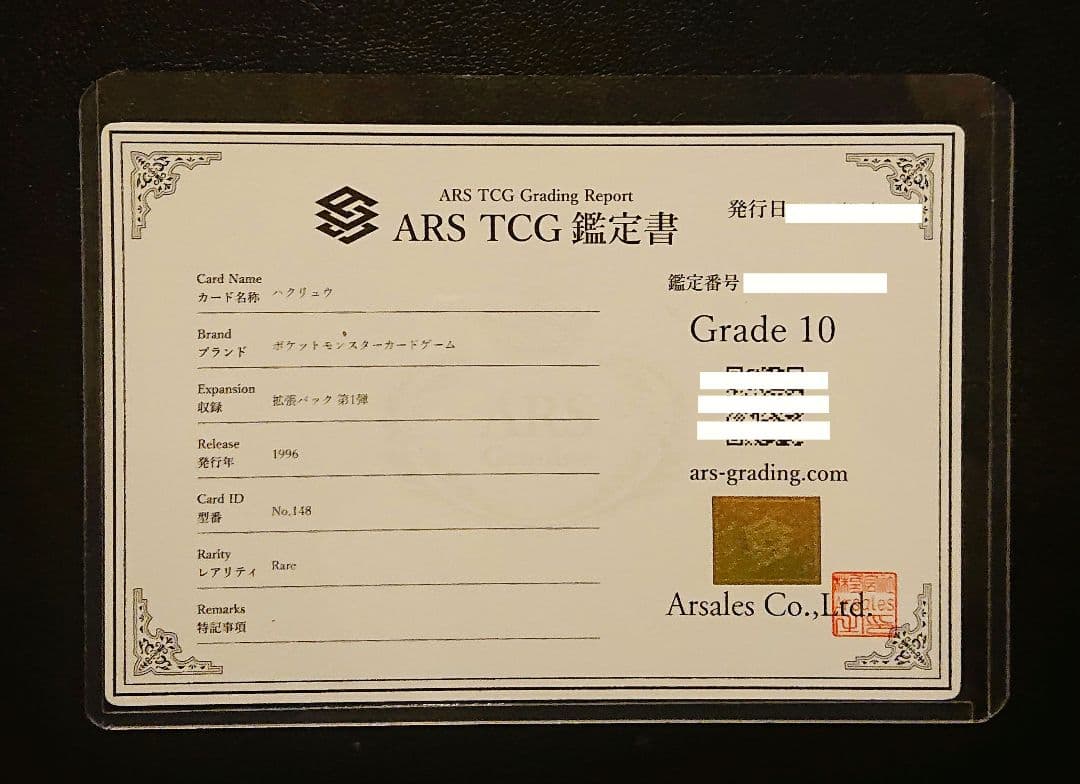 ARS TCG Grading Report
ARS TCG 鑑定書
発行日
Card Name
カード名称 ハクリュウ
Brand
ブランド ポケットモンスターカードゲーム
Expansion
収録 拡張パック 第1弾
Release
発行年 1996
Card ID
型番 No.148
Rarity
レアリティ Rare
Remarks
特記事項 -
鑑定番号
Grade 10
ars-grading.com
Arsales Co.,Ltd.
ARS